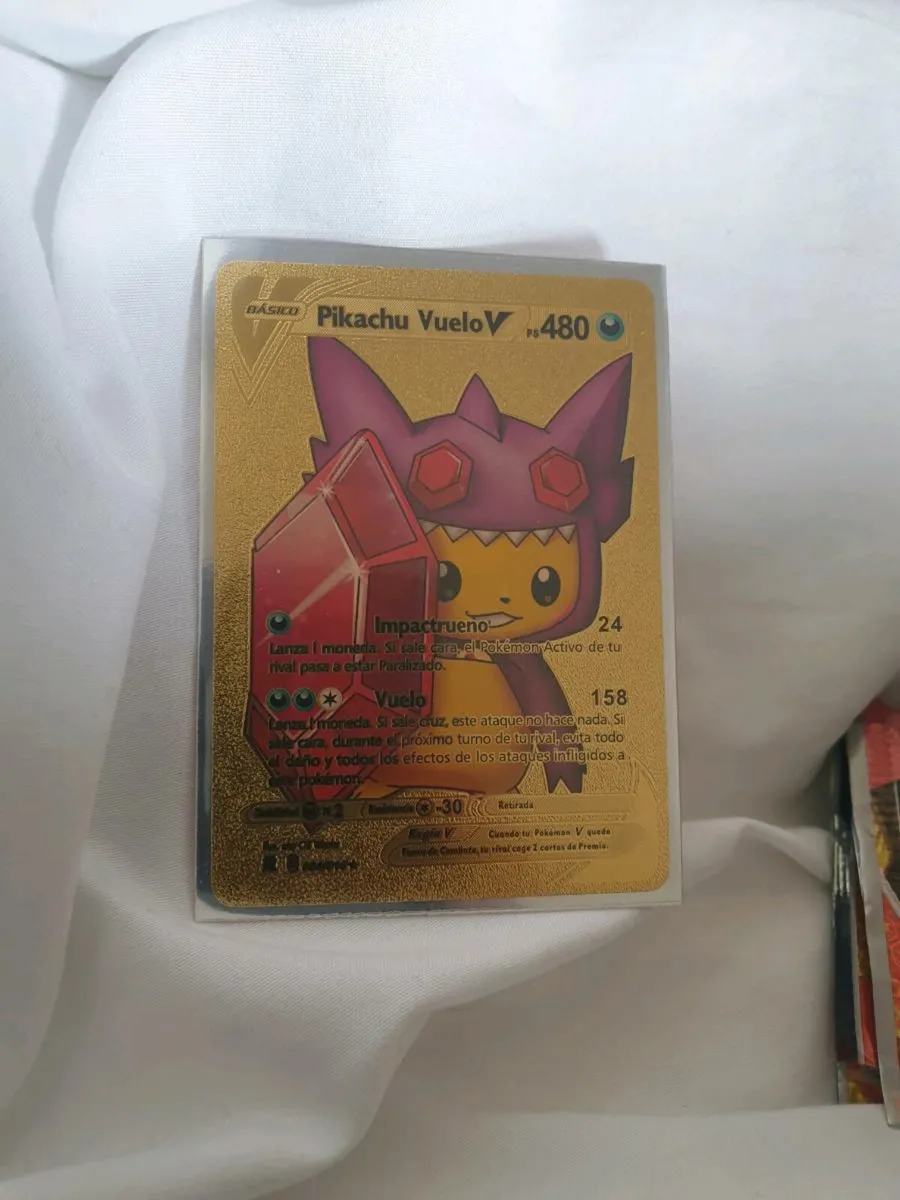 BÁSICO Pikachu Vuelo V PS 480
Impactrueno 24
Lanza 1 moneda. Si sale cara, el Pokémon Activo de tu
rival pasa a estar Paralizado.
Vuelo 158
Lanza 1 moneda. Si sale cruz, este ataque no hace nada. Si
sale cara, durante el próximo turno de tu rival, evita todo
el daño y todos los efectos de los ataques infligidos a
este pokémon.
Debilidad ×2 Resistencia -30 Retirada
Regla V Cuando tu Pokémon V queda
Fuera de Combate, tu rival coge 2 cartas de Premio.